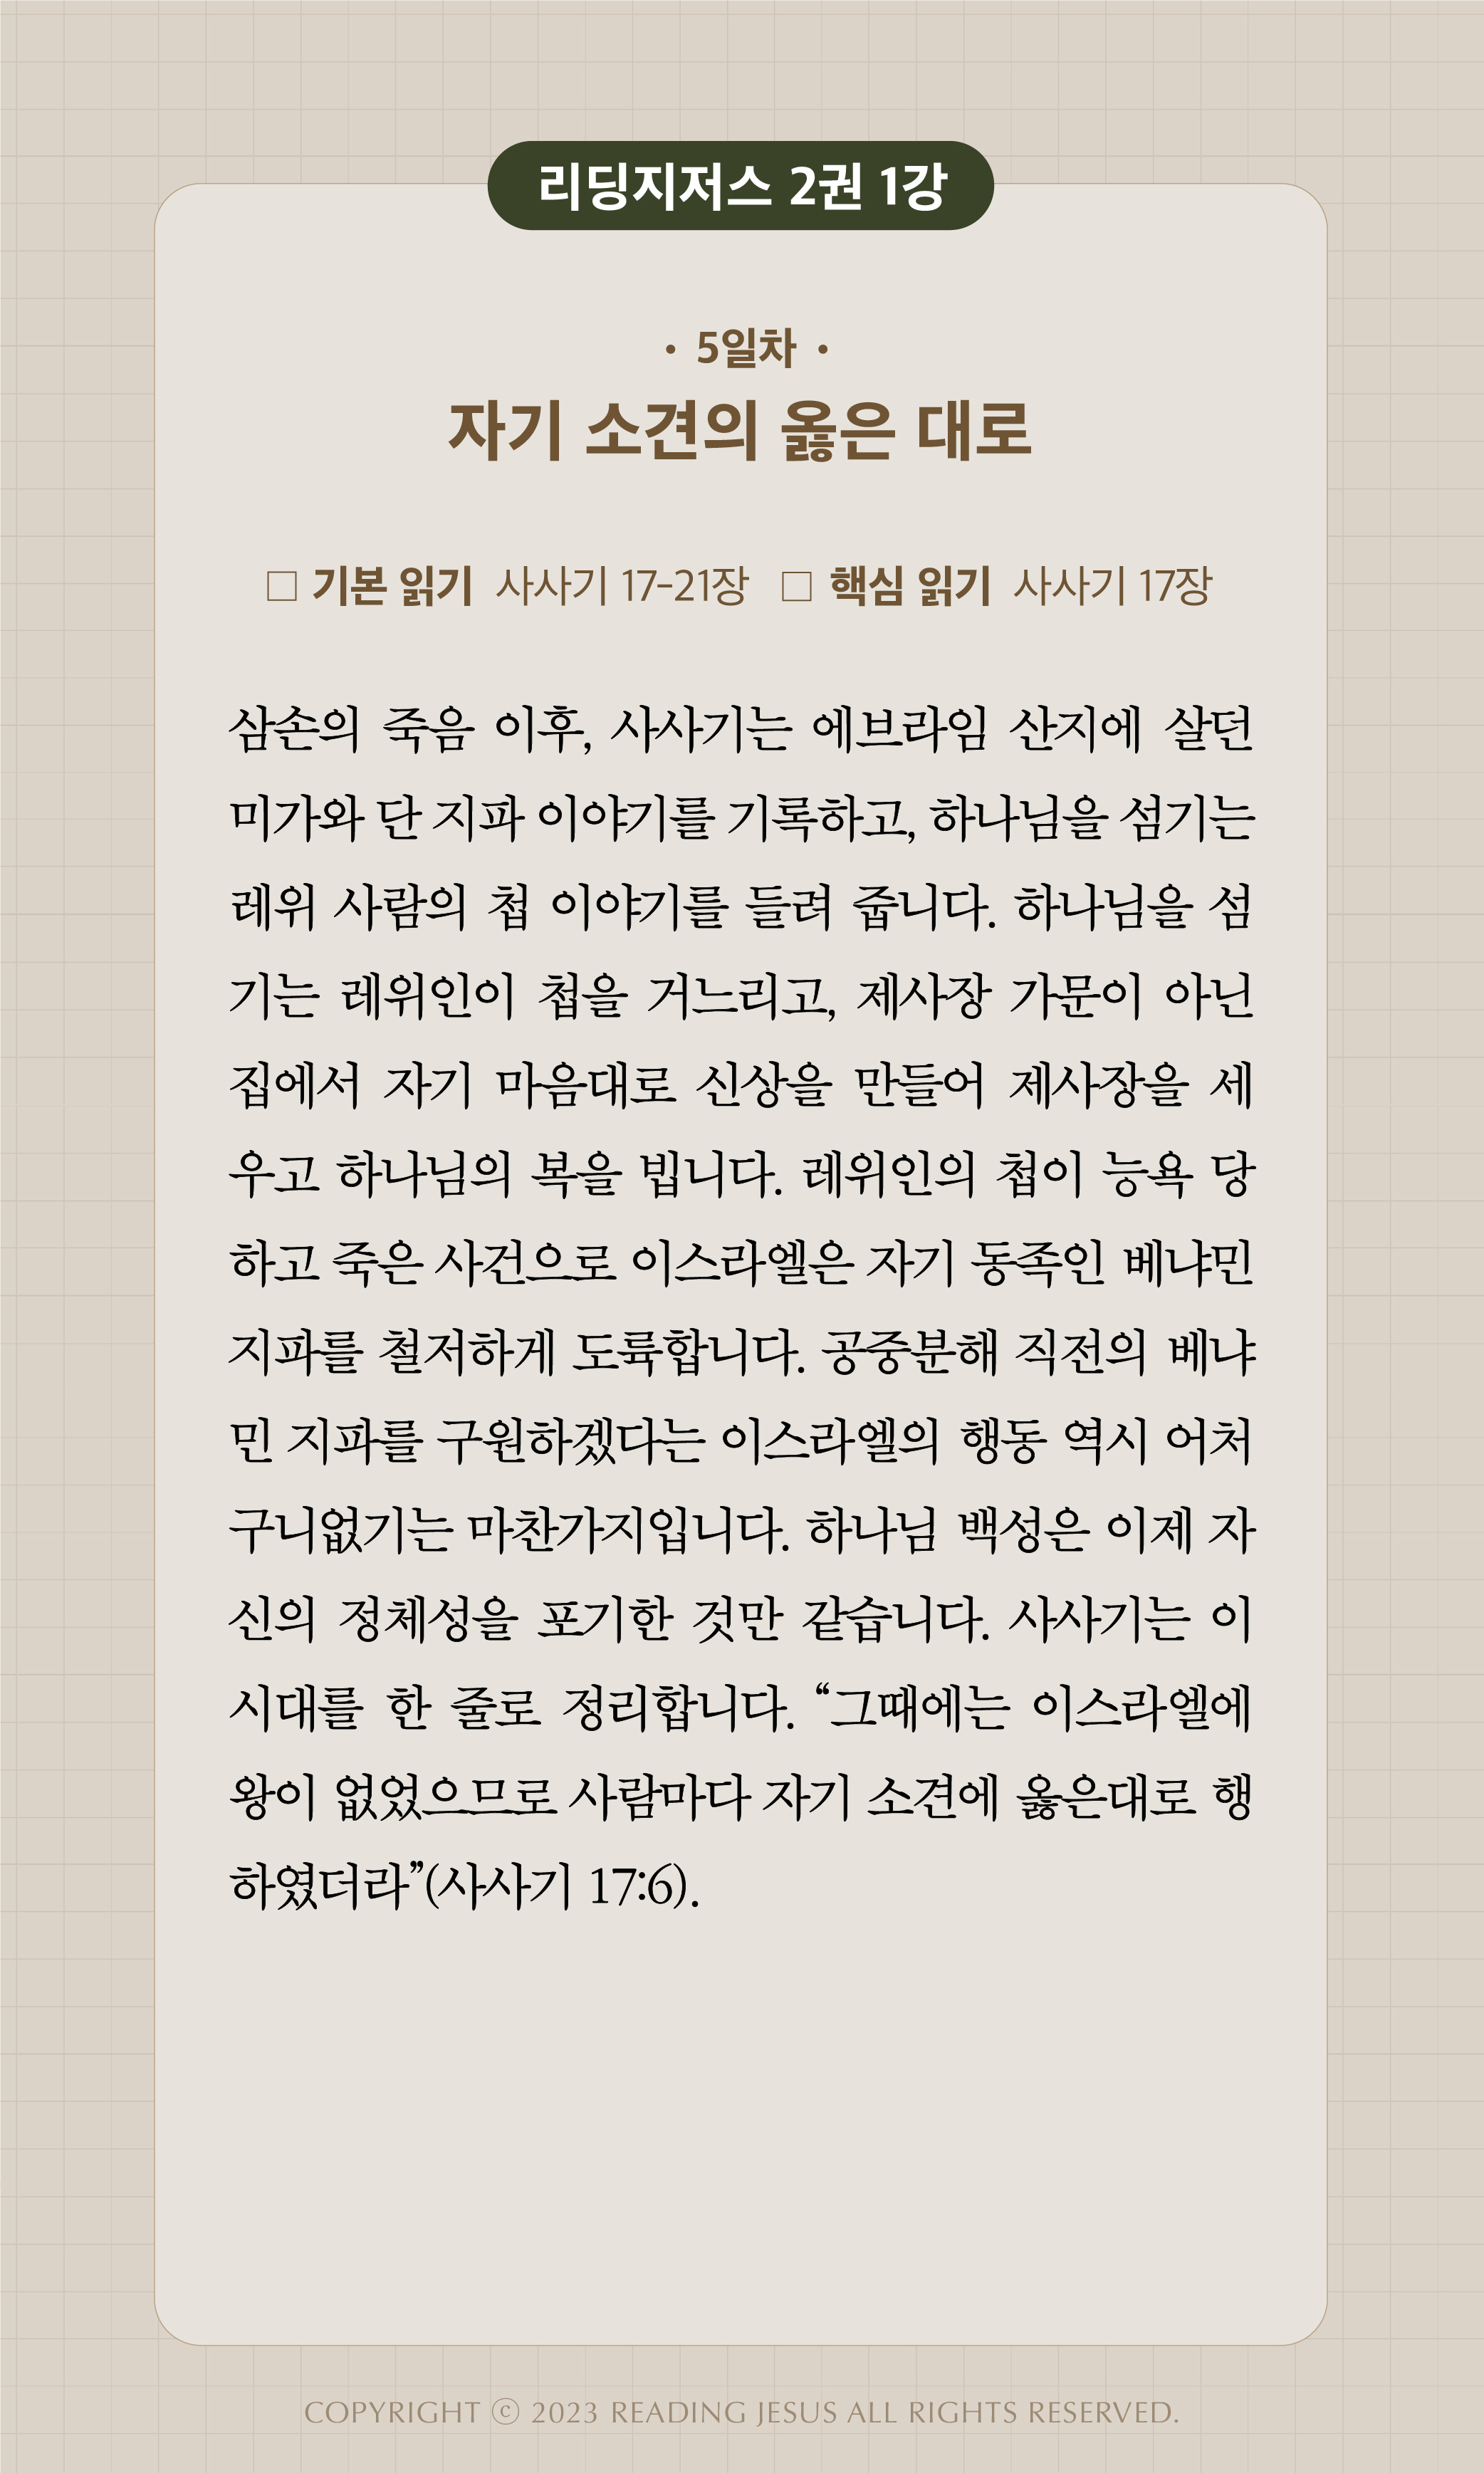 리딩지저스 2권 1강
· 5일차 ·
자기 소견의 옳은 대로
□ 기본 읽기 사사기 17-21장 □ 핵심 읽기 사사기 17장
삼손의 죽음 이후, 사사기는 에브라임 산지에 살던
미가와 단 지파 이야기를 기록하고, 하나님을 섬기는
레위 사람의 첩 이야기를 들려 줍니다. 하나님을 섬
기는 레위인이 첩을 거느리고, 제사장 가문이 아닌
집에서 자기 마음대로 신상을 만들어 제사장을 세
우고 하나님의 복을 빕니다. 레위인의 첩이 능욕 당
하고 죽은 사건으로 이스라엘은 자기 동족인 베냐민
지파를 철저하게 도륙합니다. 공중분해 직전의 베냐
민 지파를 구원하겠다는 이스라엘의 행동 역시 어처
구니없기는 마찬가지입니다. 하나님 백성은 이제 자
신의 정체성을 포기한 것만 같습니다. 사사기는 이
시대를 한 줄로 정리합니다. “그때에는 이스라엘에
왕이 없었으므로 사람마다 자기 소견에 옳은대로 행
하였더라”(사사기 17:6).
COPYRIGHT ⓒ 2023 READING JESUS ALL RIGHTS RESERVED.